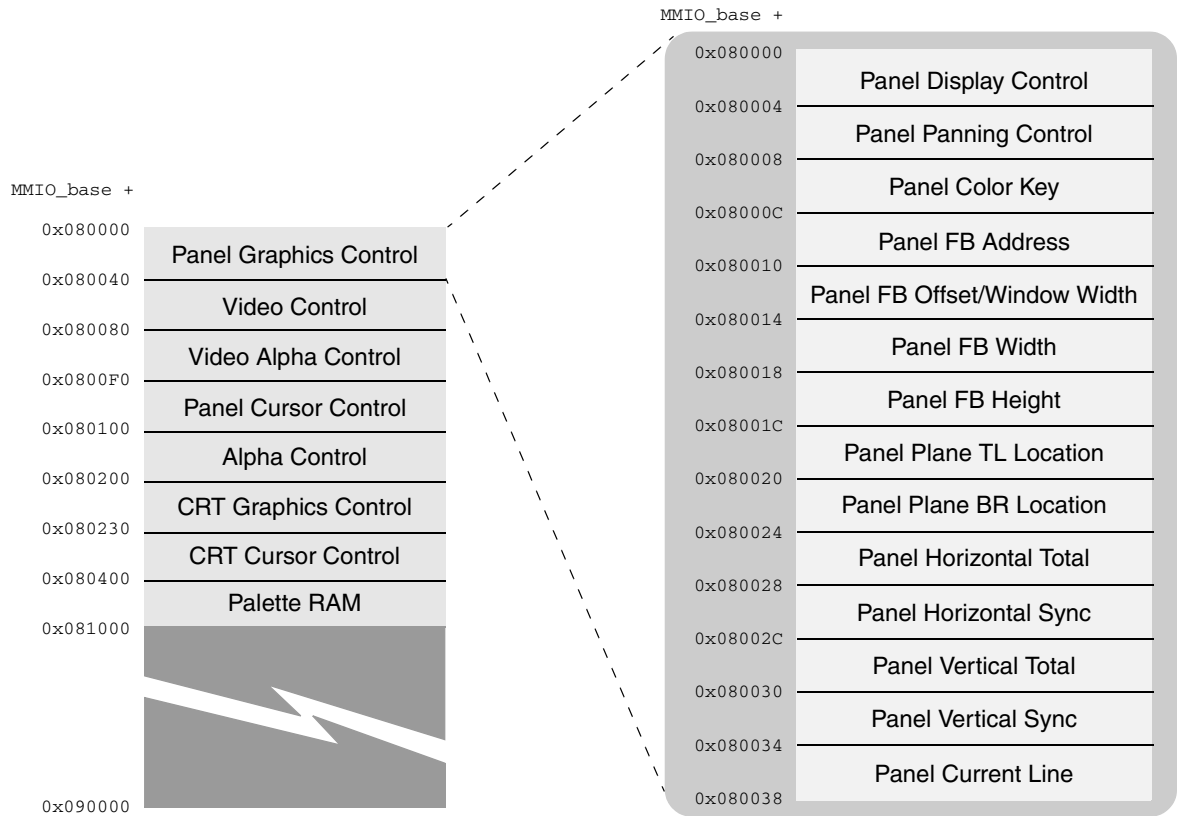 MMIO_base +
0x080000
Panel Graphics Control
0x080040
Video Control
0x080080
Video Alpha Control
0x0800F0
Panel Cursor Control
0x080100
Alpha Control
0x080200
CRT Graphics Control
0x080230
CRT Cursor Control
0x080400
Palette RAM
0x081000
0x090000
MMIO_base +
0x080000
Panel Display Control
0x080004
Panel Panning Control
0x080008
Panel Color Key
0x08000C
Panel FB Address
0x080010
Panel FB Offset/Window Width
0x080014
Panel FB Width
0x080018
Panel FB Height
0x08001C
Panel Plane TL Location
0x080020
Panel Plane BR Location
0x080024
Panel Horizontal Total
0x080028
Panel Horizontal Sync
0x08002C
Panel Vertical Total
0x080030
Panel Vertical Sync
0x080034
Panel Current Line
0x080038